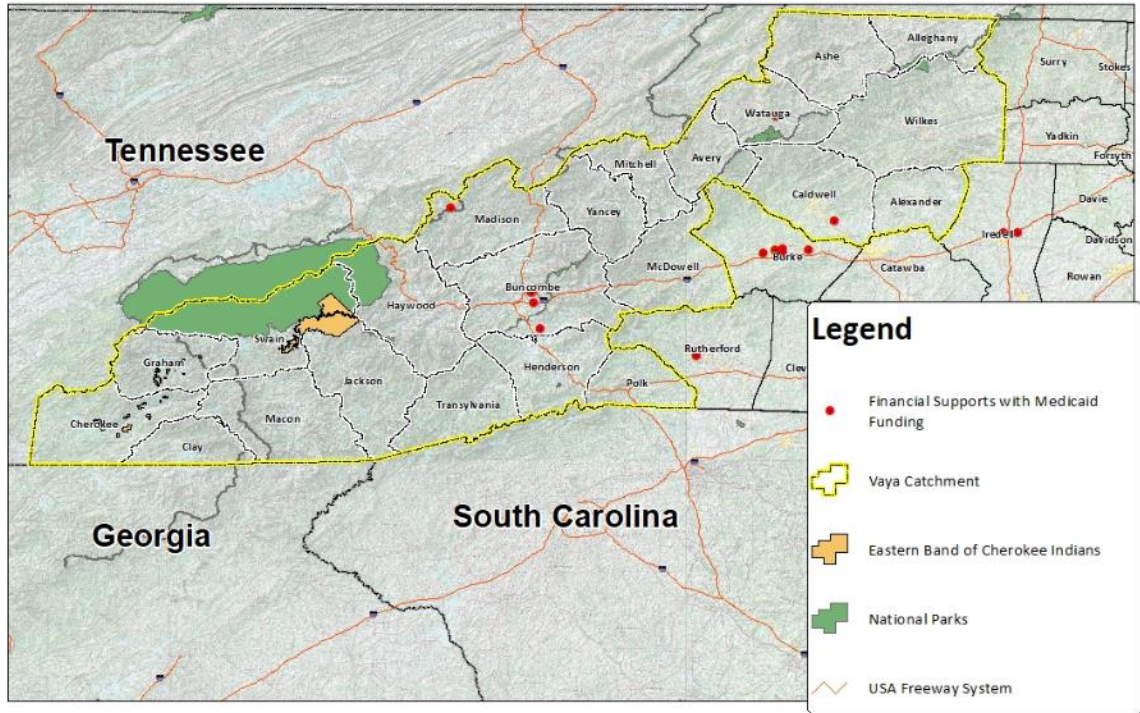 Alleghany
Ashe
Surry
Stokes
Watauga
Wilkes
Yadkin
Tennessee
Mitchell
Avery
Forsyth
Caldwell
Alexander
Davie
Madison
Yancey
Iredell
Davidson
McDowell
Burke
Catawba
Rowan
Buncombe
Haywood
Swain
Rutherford
Graham
Henderson
Clev
Jackson
Polk
Transylvania
Macon
Cherokee
Clay
Georgia
South Carolina
Legend
Financial Supports with Medicaid
Funding
Vaya Catchment
Eastern Band of Cherokee Indians
National Parks
USA Freeway System